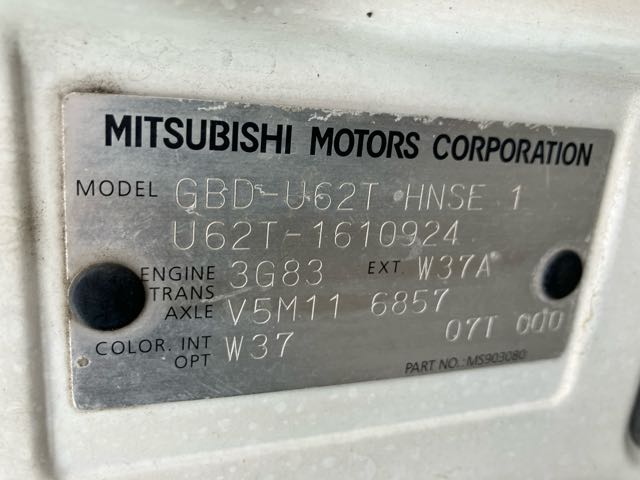 MITSUBISHI MOTORS CORPORATION
MODEL GBD-U62T HNSE 1
U62T-1610924
ENGINE 3G83 EXT. W37A
TRANS AXLE V5M11 6857
07T 000
COLOR. INT OPT W37
PART NO.: MS903080